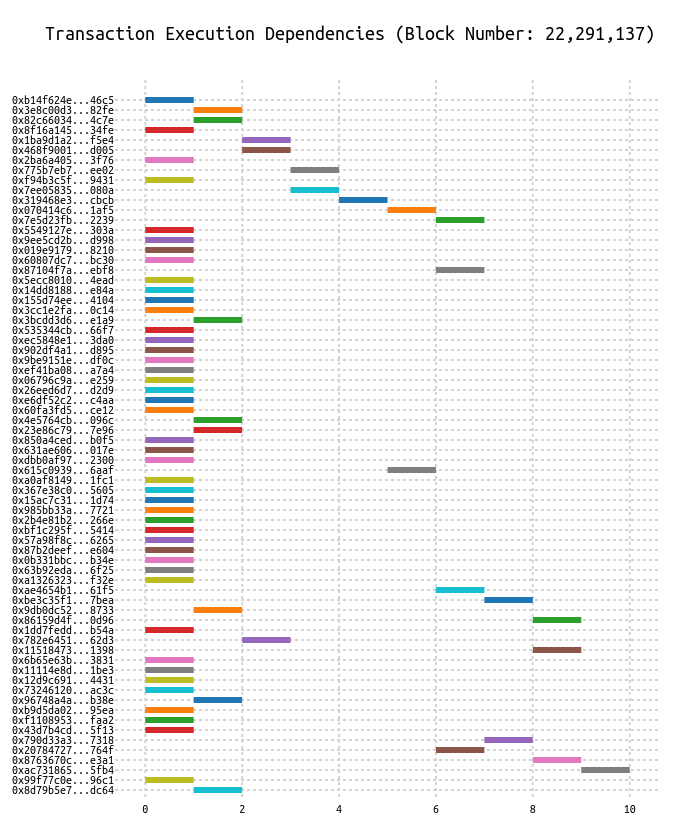 Transaction Execution Dependencies (Block Number: 22,291,137)
0xb14f624e...46c5
0x3e8c00d3...82fe
0x82c66034...4c7e
0x8f16a145...34fe
0x1ba9d1a2...f5e4
0x468f9001...d005
0x2ba6a405...3f76
0x775b7eb7...ee02
0xf94b3c5f...9431
0x7ee05835...080a
0x319468e3...cbcb
0x070414c6...1af5
0x7e5d23fb...2239
0x5549127e...303a
0x9ee5cd2b...d998
0x019e9179...8210
0x60807dc7...bc30
0x87104f7a...ebf8
0x5ecc8010...4ead
0x14dd8188...e84a
0x155d74ee...4104
0x3cc1e2fa...0c14
0x3bcdd3d6...e1a9
0x535344cb...66f7
0xec5848e1...3da0
0x902df4a1...d895
0x9be9151e...df0c
0xef41ba08...a7a4
0x06796c9a...e259
0x26eed6d7...d2d9
0xe6df52c2...c4aa
0x60fa3fd5...ce12
0x4e5764cb...096c
0x23e86c79...7e96
0x850a4ced...b0f5
0x631ae606...017e
0xdbb0af97...2300
0x615c0939...6aaf
0xa0af8149...1fc1
0x367e38c0...5605
0x15ac7c31...1d74
0x985bb33a...7721
0x2b4e81b2...266e
0xbf1c295f...5414
0x57a98f8c...6265
0x87b2deef...e604
0x0b331bbc...b34e
0x63b92eda...6f25
0xa1326323...f32e
0xae4654b1...61f5
0xbe3c35f1...7bea
0x9db0dc52...8733
0x86159d4f...0d96
0x1dd7fedd...b54a
0x782e6451...62d3
0x11518473...1398
0x6b65e63b...3831
0x11114e8d...1be3
0x12d9c691...4431
0x73246120...ac3c
0x96748a4a...b38e
0xb9d5da02...95ea
0xf1108953...faa2
0x43d7b4cd...5f13
0x790d33a3...7318
0x20784727...764f
0x8763670c...e3a1
0xac731865...5fb4
0x99f77c0e...96c1
0x8d79b5e7...dc64
0 2 4 6 8 10